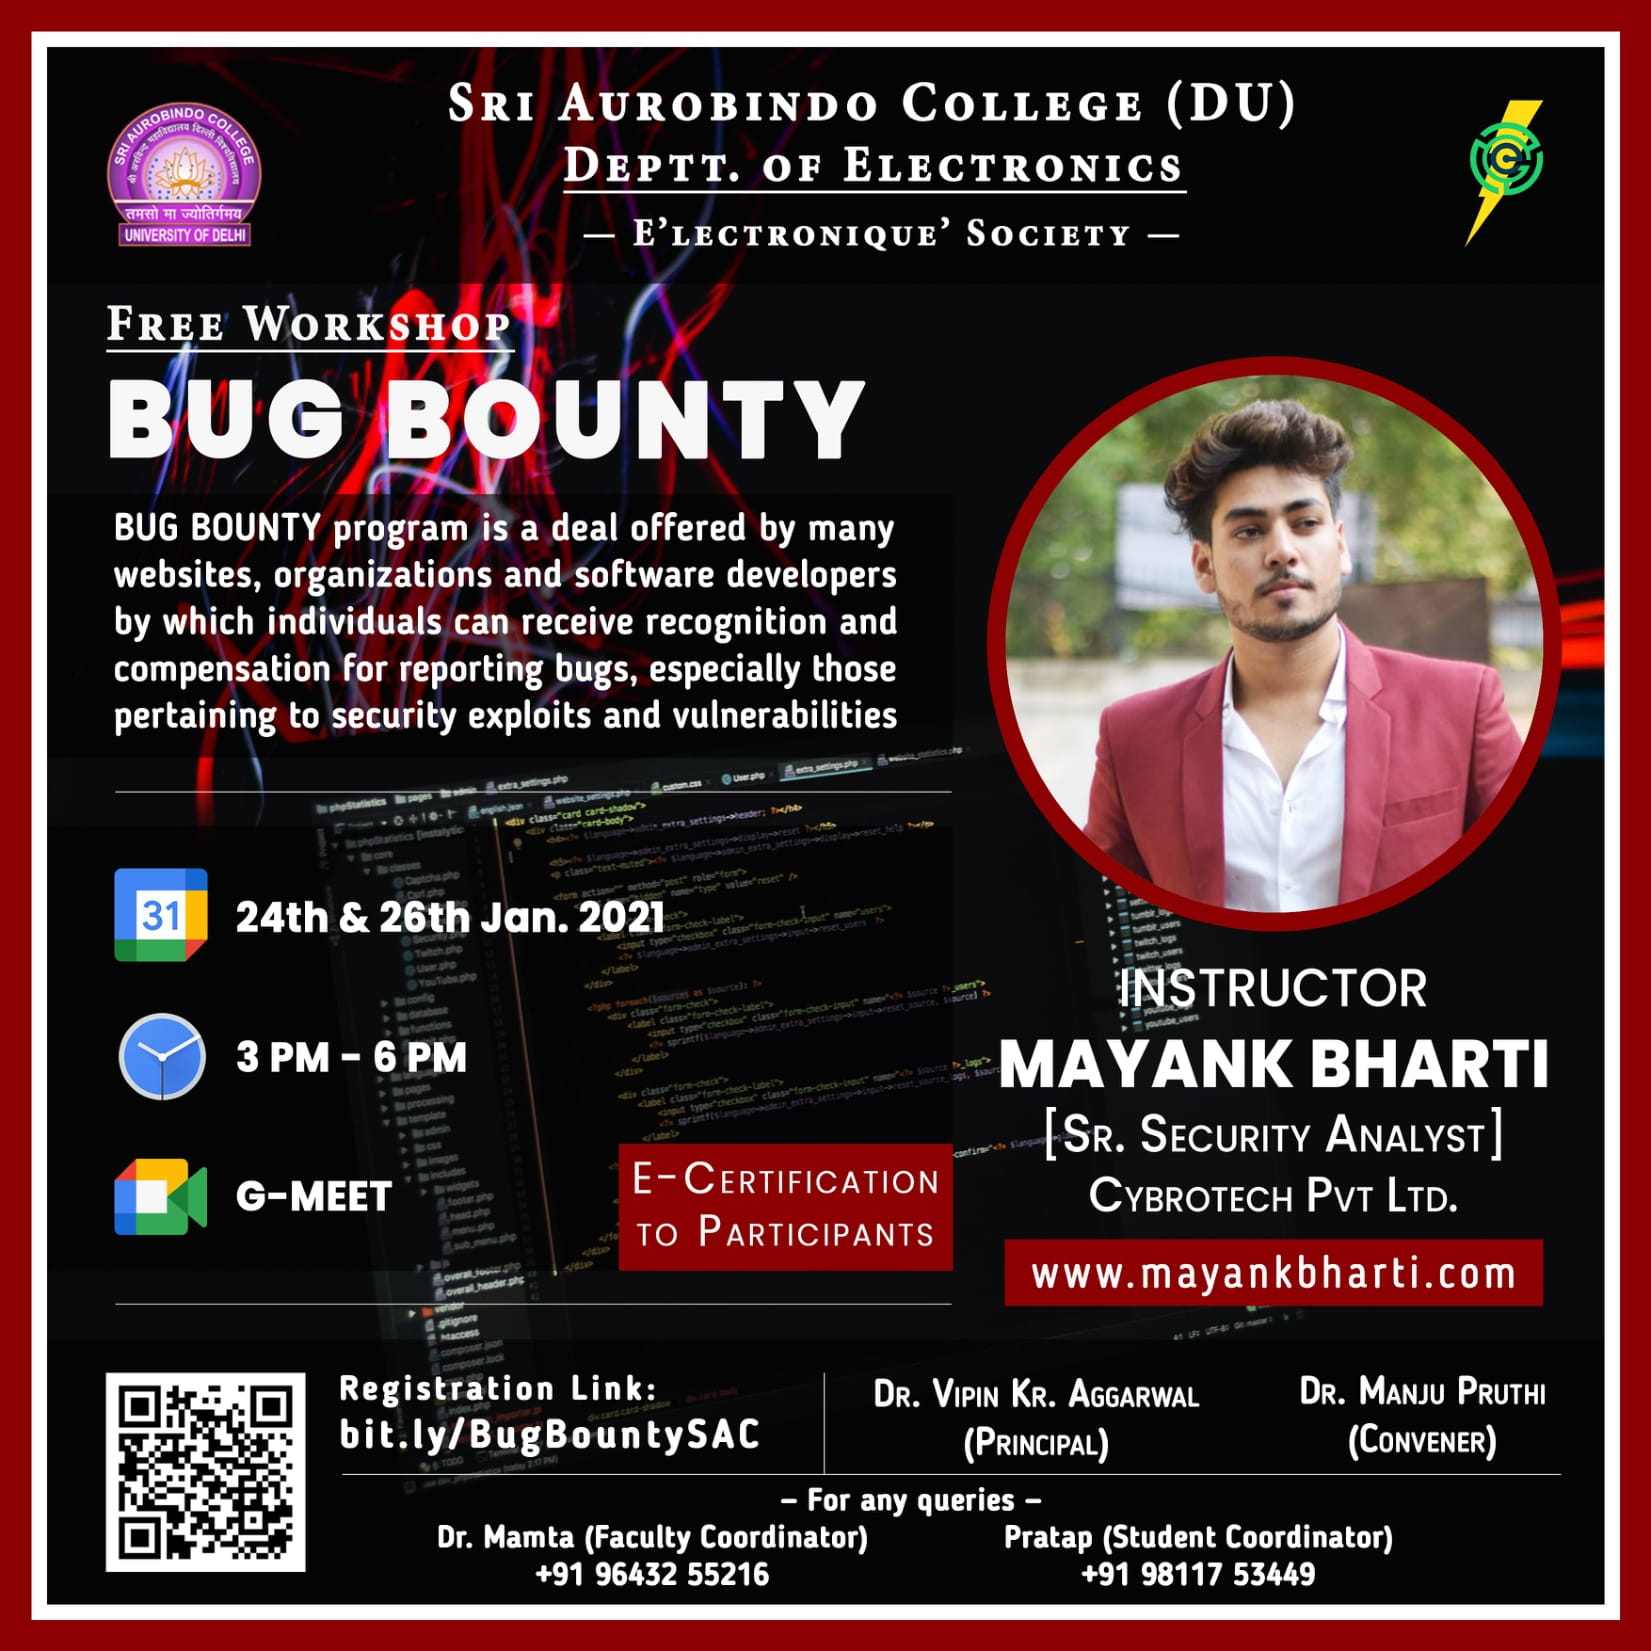 SRI AUROBINDO COLLEGE
श्री अरविन्द महाविद्यालय दिल्ली विश्वविद्यालय
तमसो मा ज्योतिर्गमय
UNIVERSITY OF DELHI
SRI AUROBINDO COLLEGE (DU)
DEPTT. OF ELECTRONICS
— E'LECTRONIQUE' SOCIETY —
FREE WORKSHOP
BUG BOUNTY
BUG BOUNTY program is a deal offered by many
websites, organizations and software developers
by which individuals can receive recognition and
compensation for reporting bugs, especially those
pertaining to security exploits and vulnerabilities
31
24th & 26th Jan. 2021
3 PM - 6 PM
G-MEET
E-CERTIFICATION
TO PARTICIPANTS
INSTRUCTOR
MAYANK BHARTI
[SR. SECURITY ANALYST]
CYBROTECH PVT LTD.
www.mayankbharti.com
Registration Link:
bit.ly/BugBountySAC
DR. VIPIN KR. AGGARWAL
(PRINCIPAL)
DR. MANJU PRUTHI
(CONVENER)
- For any queries -
Dr. Mamta (Faculty Coordinator)
+91 96432 55216
Pratap (Student Coordinator)
+91 98117 53449